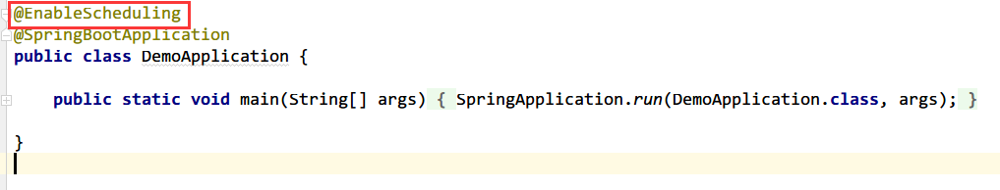 @EnableScheduling
@SpringBootApplication
public class DemoApplication {
public static void main(String[] args) { SpringApplication.run(DemoApplication.class, args); }
}